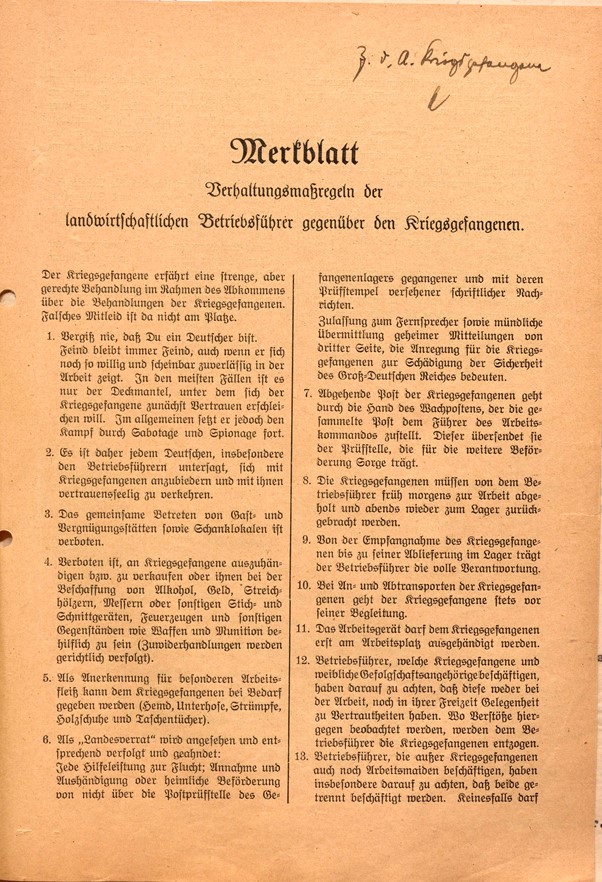 Z. d. A. Kriegsgefangene
Merkblatt
Verhaltungsmaßregeln der
landwirtschaftlichen Betriebsführer gegenüber den Kriegsgefangenen.
Der Kriegsgefangene erfährt eine strenge, aber
gerechte Behandlung im Rahmen des Abkommens
über die Behandlungen der Kriegsgefangenen.
Falsches Mitleid ist da nicht am Platze.
1. Vergiß nie, daß Du ein Deutscher bist.
Feind bleibt immer Feind, auch wenn er sich
noch so willig und scheinbar zuverlässig in der
Arbeit zeigt. In den meisten Fällen ist es
nur der Deckmantel, unter dem sich der
Kriegsgefangene zunächst Vertrauen erschlei-
chen will. Im allgemeinen setzt er jedoch den
Kampf durch Sabotage und Spionage fort.
2. Es ist daher jedem Deutschen, insbesondere
den Betriebsführern untersagt, sich mit
Kriegsgefangenen anzubiedern und mit ihnen
vertrauensseelig zu verkehren.
3. Das gemeinsame Betreten von Gast- und
Vergnügungsstätten sowie Schanklokalen ist
verboten.
4. Verboten ist, an Kriegsgefangene auszuhän-
digen bzw. zu verkaufen oder ihnen bei der
Beschaffung von Alkohol, Geld, Streich-
hölzern, Messern oder sonstigen Stich- und
Schnittgeräten, Feuerzeugen und sonstigen
Gegenständen wie Waffen und Munition be-
hilflich zu sein (Zuwiderhandlungen werden
gerichtlich verfolgt).
5. Als Anerkennung für besonderen Arbeits-
fleiß kann dem Kriegsgefangenen bei Bedarf
gegeben werden (Hemd, Unterhose, Strümpfe,
Holzschuhe und Taschentücher).
6. Als „Landesverrat" wird angesehen und ent-
sprechend verfolgt und geahndet:
Jede Hilfeleistung zur Flucht; Annahme und
Aushändigung oder heimliche Beförderung
von nicht über die Postprüfstelle des Ge-
fangenenlagers gegangener und mit deren
Prüfstempel versehener schriftlicher Nach-
richten.
Zulassung zum Fernsprecher sowie mündliche
Übermittlung geheimer Mitteilungen von
dritter Seite, die Anregung für die Kriegs-
gefangenen zur Schädigung der Sicherheit
des Groß-Deutschen Reiches bedeuten.
7. Abgehende Post der Kriegsgefangenen geht
durch die Hand des Wachpostens, der die ge-
sammelte Post dem Führer des Arbeits-
kommandos zustellt. Dieser übersendet sie
der Prüfstelle, die für die weitere Beför-
derung Sorge trägt.
8. Die Kriegsgefangenen müssen von dem Be-
triebsführer früh morgens zur Arbeit abge-
holt und abends wieder zum Lager zurück-
gebracht werden.
9. Von der Empfangnahme des Kriegsgefange-
nen bis zu seiner Ablieferung im Lager trägt
der Betriebsführer die volle Verantwortung.
10. Bei An- und Abtransporten der Kriegsgefan-
genen geht der Kriegsgefangene stets vor
seiner Begleitung.
11. Das Arbeitsgerät darf dem Kriegsgefangenen
erst am Arbeitsplatz ausgehändigt werden.
12. Betriebsführer, welche Kriegsgefangene und
weibliche Gefolgschaftsangehörige beschäftigen,
haben darauf zu achten, daß diese weder bei
der Arbeit, noch in ihrer Freizeit Gelegenheit
zu Vertrautheiten haben. Wo Verstöße hier-
gegen beobachtet werden, werden dem Be-
triebsführer die Kriegsgefangenen entzogen.
13. Betriebsführer, die außer Kriegsgefangenen
auch noch Arbeitsmaiden beschäftigen, haben
insbesondere darauf zu achten, daß beide ge-
trennt beschäftigt werden. Keinesfalls darf